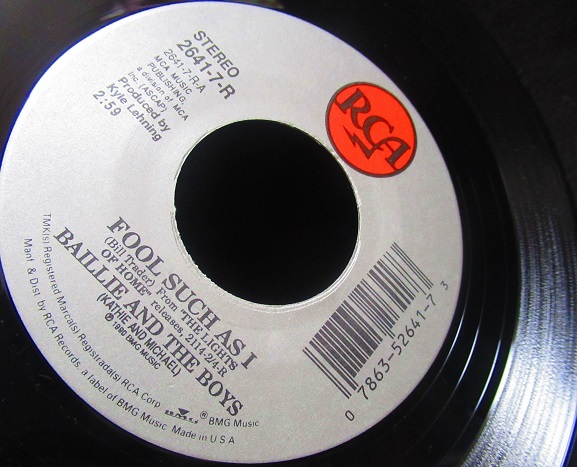 STEREO
2641-7-R
2641-7-R-A
MCA MUSIC
PUBLISHING,
a division of MCA
Inc. (ASCAP)
Produced by
Kyle Lehning
2:59
RCA
FOOL SUCH AS I
(Bill Trader) From "THE LIGHTS
OF HOME" releases, 2114-2/4-R
BAILLIE AND THE BOYS
(KATHIE AND MICHAEL)
℗ 1990 BMG MUSIC
0 7863-52641-7 3
TMK(s) Registered Marca(s) Registrada(s) RCA Corp BMG ® BMG Music
Manf. & Dist. by RCA Records, a label of BMG Music Made in U S A